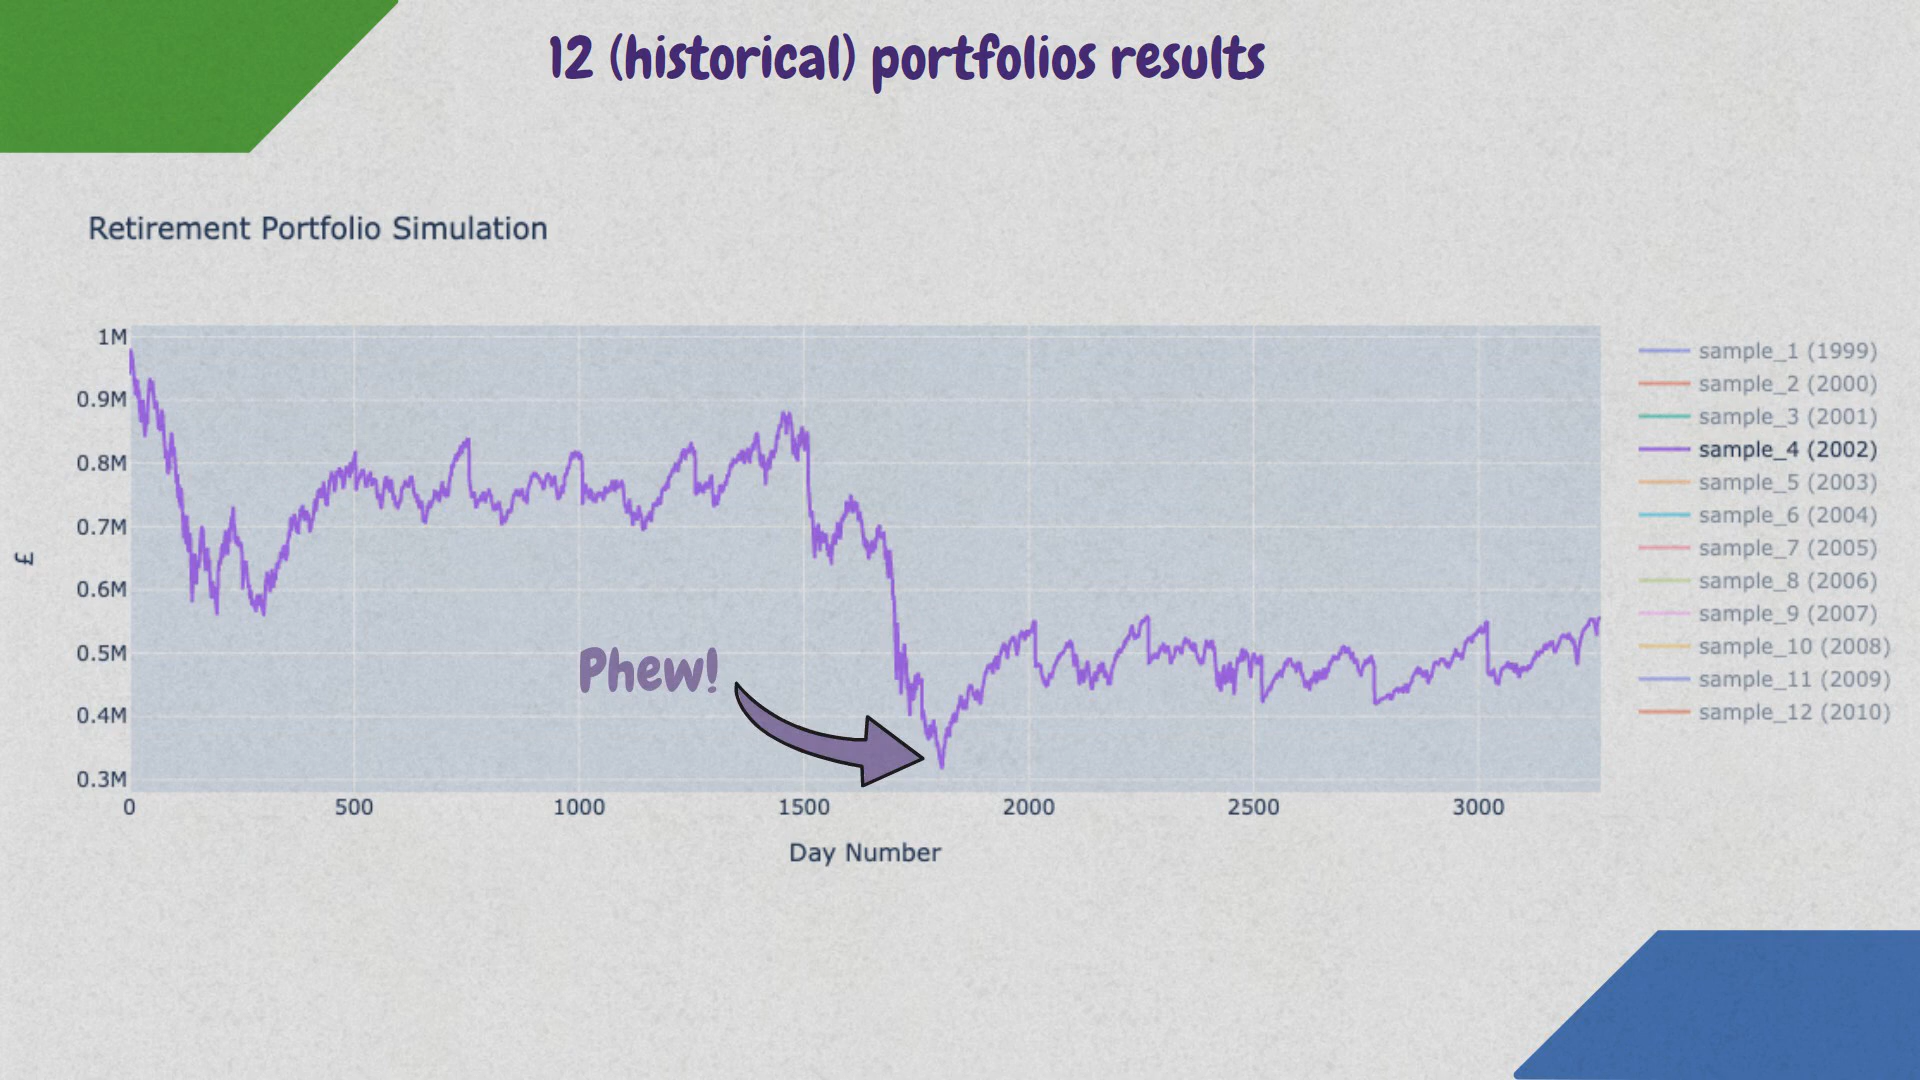 12 (historical) portfolios results
Retirement Portfolio Simulation
1M
0.9M
0.8M
0.7M
0.6M
0.5M
0.4M
0.3M
£
0 500 1000 1500 2000 2500 3000
Day Number
Phew!
sample_1 (1999)
sample_2 (2000)
sample_3 (2001)
sample_4 (2002)
sample_5 (2003)
sample_6 (2004)
sample_7 (2005)
sample_8 (2006)
sample_9 (2007)
sample_10 (2008)
sample_11 (2009)
sample_12 (2010)